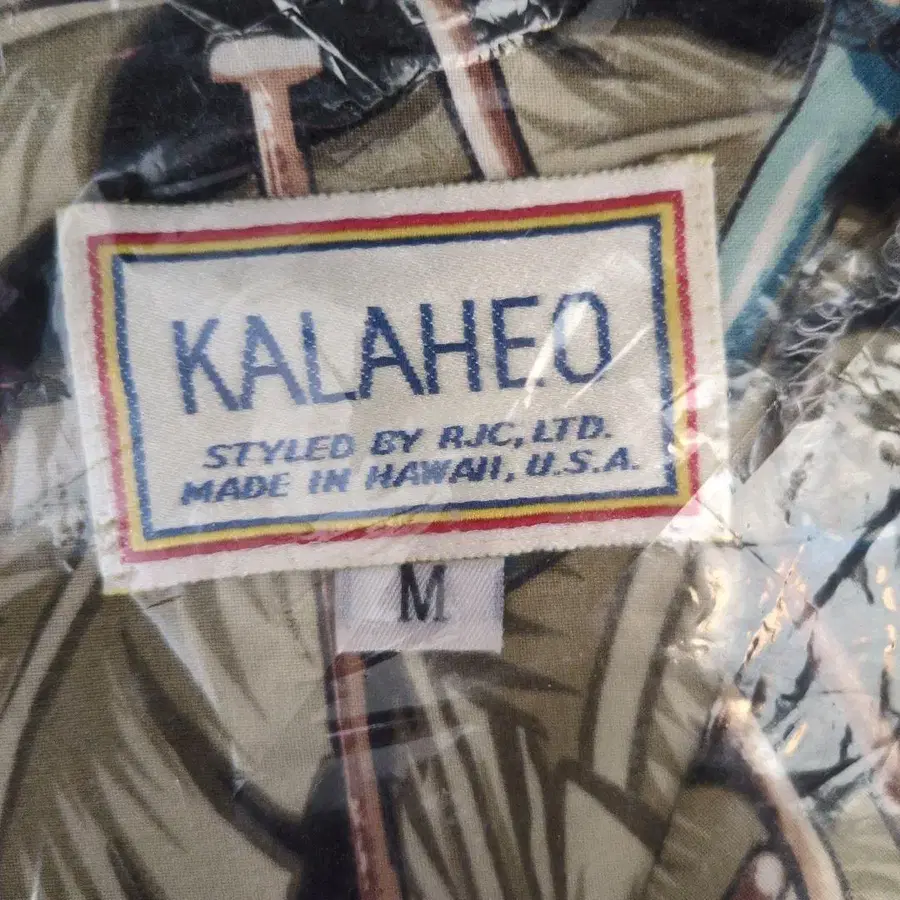 KALAHEO
STYLED BY RJC, LTD.
MADE IN HAWAII, U.S.A.
M